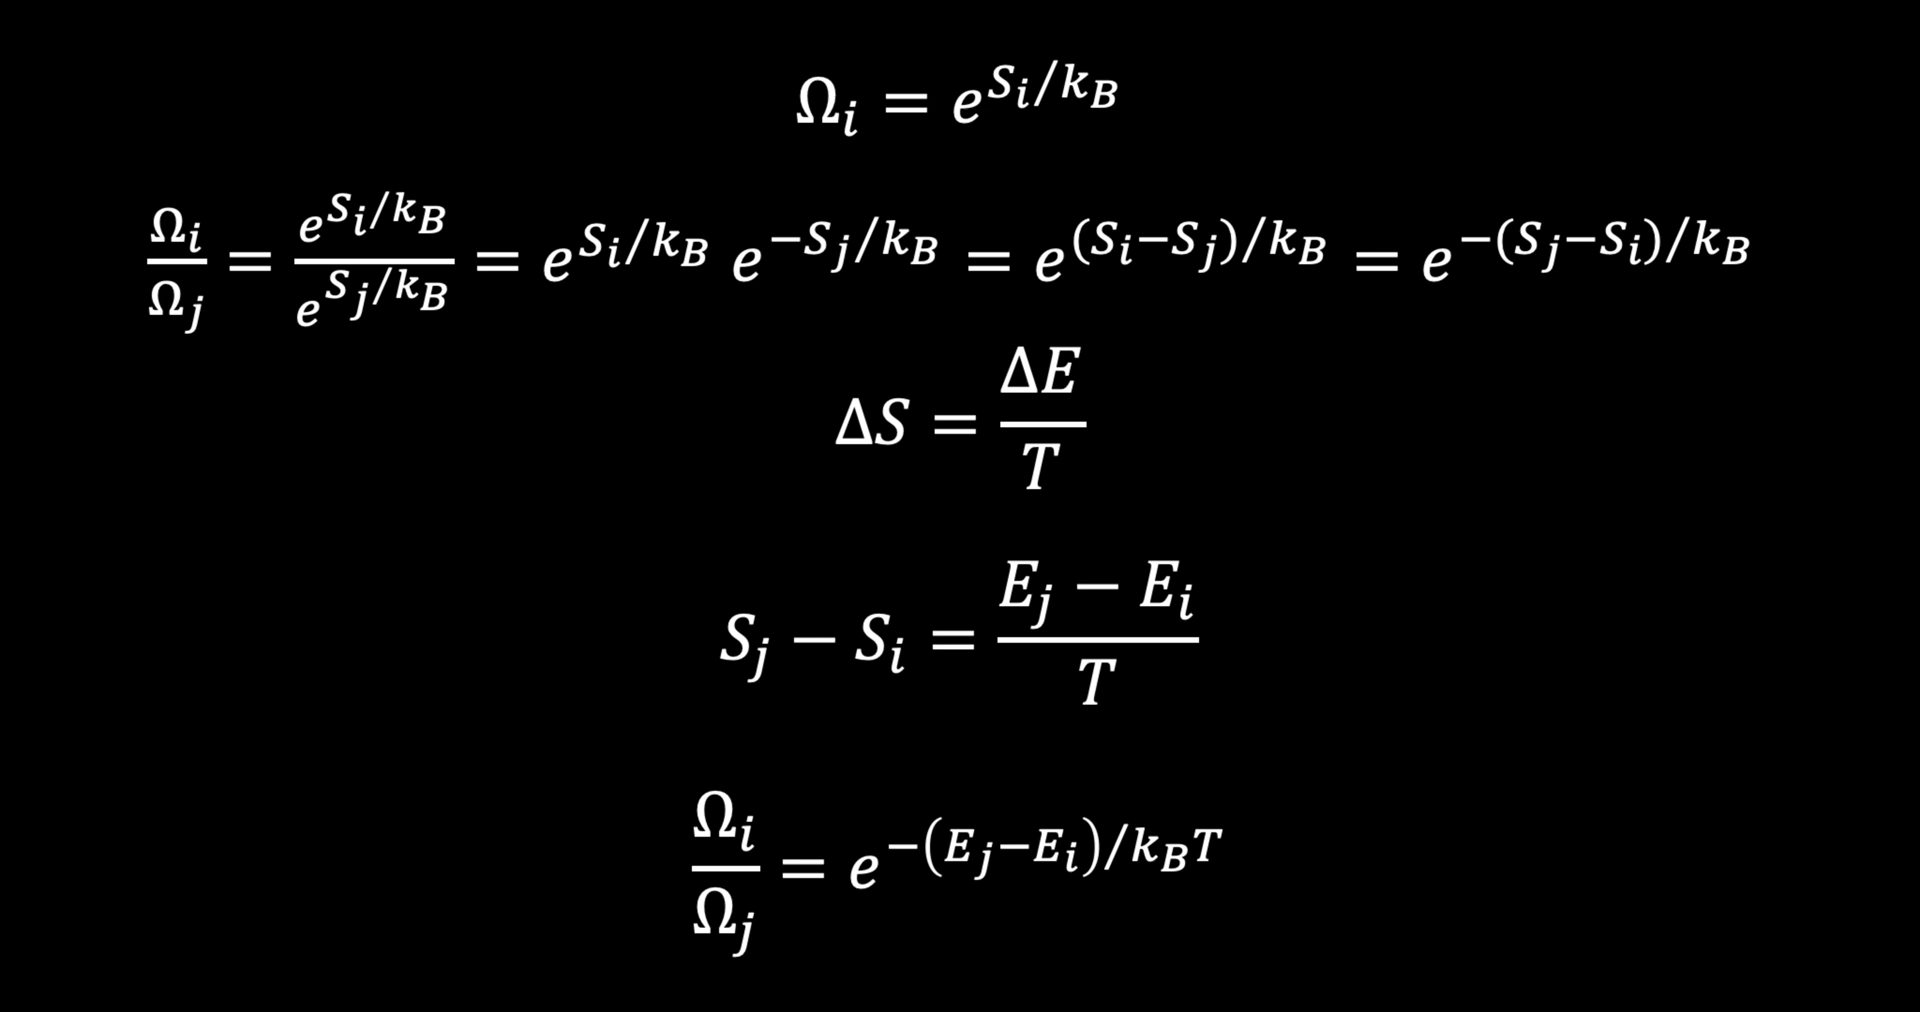 Ωᵢ = e^{Sᵢ/k_B}
Ωᵢ/Ωⱼ = e^{Sᵢ/k_B}/e^{Sⱼ/k_B} = e^{Sᵢ/k_B} e^{−Sⱼ/k_B} = e^{(Sᵢ−Sⱼ)/k_B} = e^{−(Sⱼ−Sᵢ)/k_B}
ΔS = ΔE/T
Sⱼ − Sᵢ = (Eⱼ − Eᵢ)/T
Ωᵢ/Ωⱼ = e^{−(Eⱼ−Eᵢ)/k_BT}